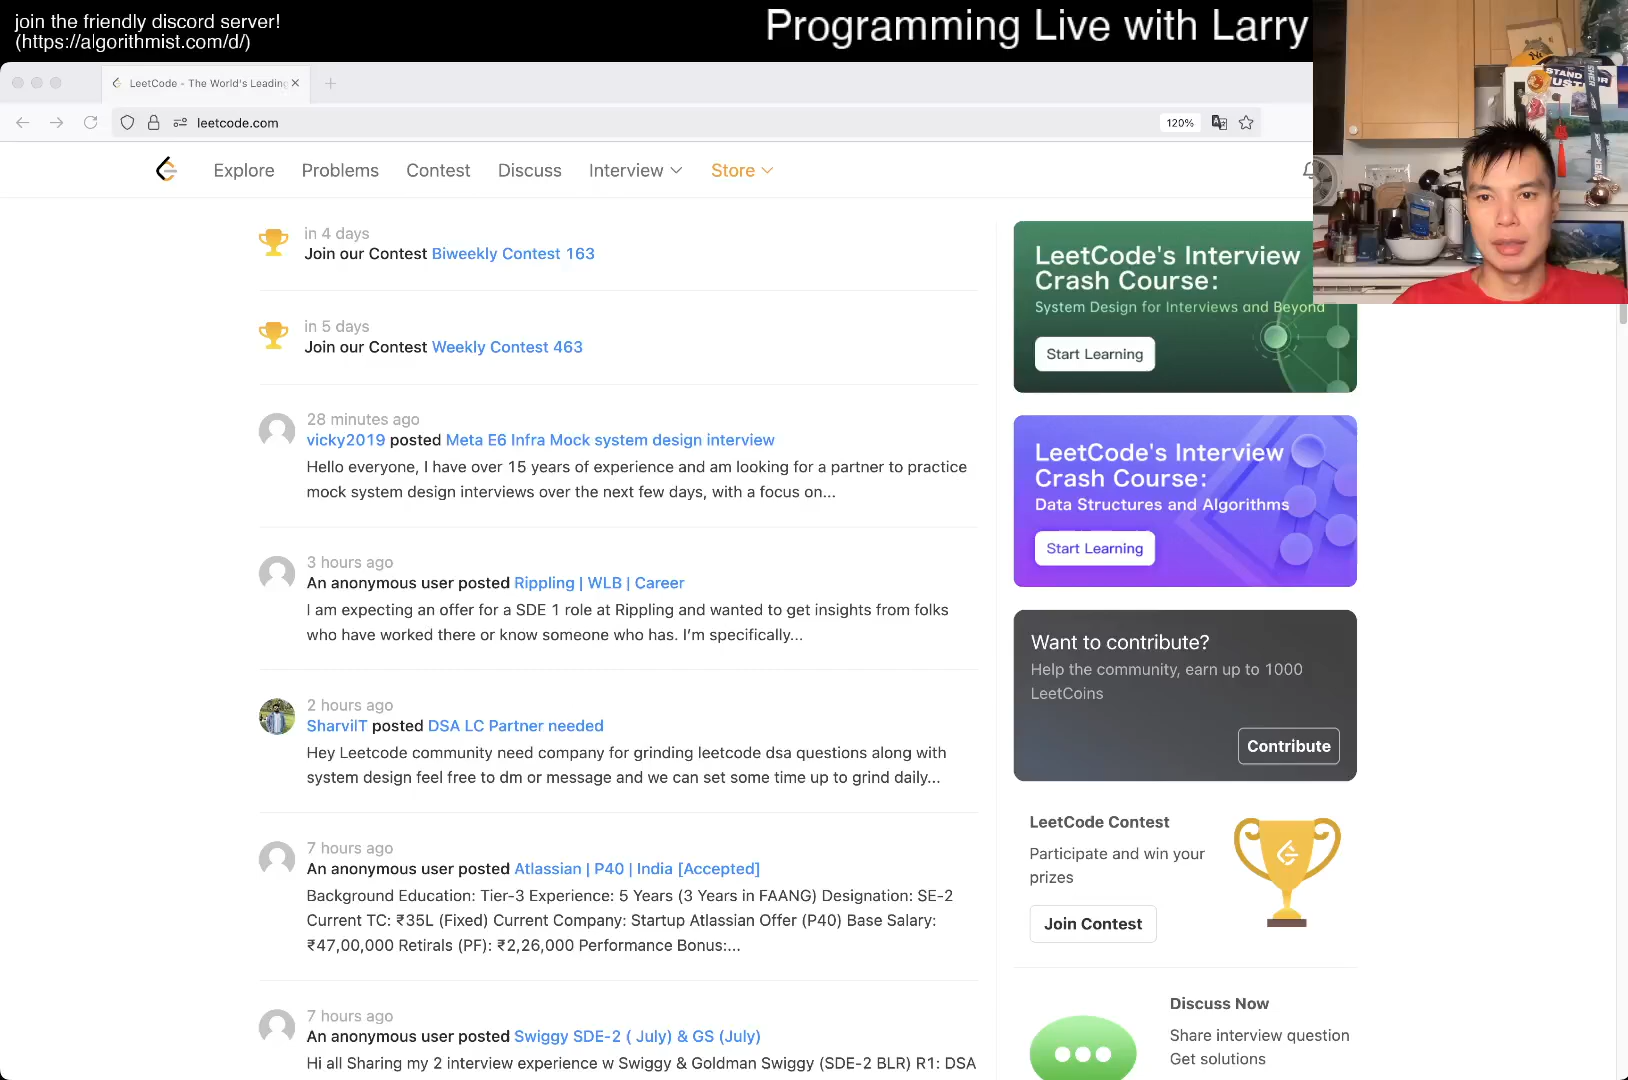 join the friendly discord server!
(https://algorithmist.com/d/)
Programming Live with Larry
LeetCode - The World's Leading
leetcode.com
120%
Explore
Problems
Contest
Discuss
Interview
Store
in 4 days
Join our Contest Biweekly Contest 163
in 5 days
Join our Contest Weekly Contest 463
28 minutes ago
vicky2019 posted Meta E6 Infra Mock system design interview
Hello everyone, I have over 15 years of experience and am looking for a partner to practice
mock system design interviews over the next few days, with a focus on...
3 hours ago
An anonymous user posted Rippling | WLB | Career
I am expecting an offer for a SDE 1 role at Rippling and wanted to get insights from folks
who have worked there or know someone who has. I'm specifically...
2 hours ago
SharvilT posted DSA LC Partner needed
Hey Leetcode community need company for grinding leetcode dsa questions along with
system design feel free to dm or message and we can set some time up to grind daily...
7 hours ago
An anonymous user posted Atlassian | P40 | India [Accepted]
Background Education: Tier-3 Experience: 5 Years (3 Years in FAANG) Designation: SE-2
Current TC: ₹35L (Fixed) Current Company: Startup Atlassian Offer (P40) Base Salary:
₹47,00,000 Retirals (PF): ₹2,26,000 Performance Bonus:...
7 hours ago
An anonymous user posted Swiggy SDE-2 ( July) & GS (July)
Hi all Sharing my 2 interview experience w Swiggy & Goldman Swiggy (SDE-2 BLR) R1: DSA
LeetCode's Interview
Crash Course:
System Design for Interviews and Beyond
Start Learning
LeetCode's Interview
Crash Course:
Data Structures and Algorithms
Start Learning
Want to contribute?
Help the community, earn up to 1000
LeetCoins
Contribute
LeetCode Contest
Participate and win your
prizes
Join Contest
Discuss Now
Share interview question
Get solutions
STAND